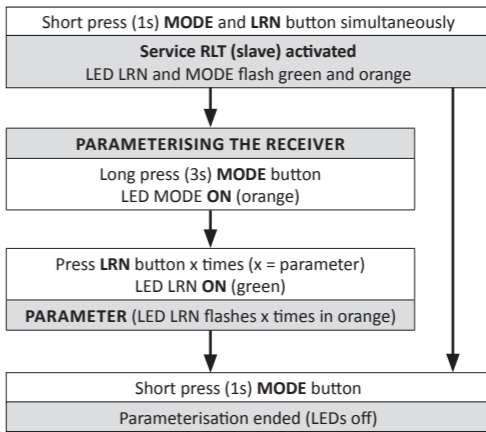 Short press (1s) MODE and LRN button simultaneously
Service RLT (slave) activated
LED LRN and MODE flash green and orange
PARAMETERISING THE RECEIVER
Long press (3s) MODE button
LED MODE ON (orange)
Press LRN button x times (x = parameter)
LED LRN ON (green)
PARAMETER (LED LRN flashes x times in orange)
Short press (1s) MODE button
Parameterisation ended (LEDs off)